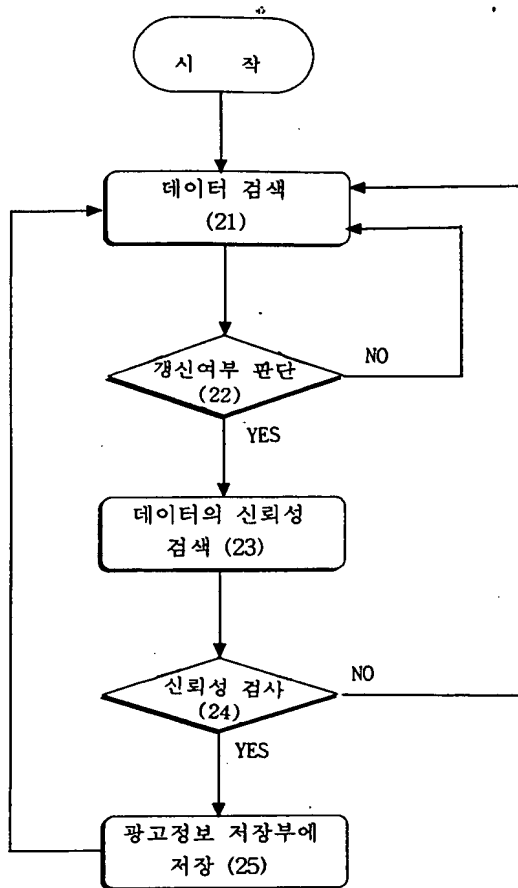 시 작
데이터 검색
(21)
갱신여부 판단
(22)
NO
YES
데이터의 신뢰성
검색 (23)
신뢰성 검사
(24)
NO
YES
광고정보 저장부에
저장 (25)